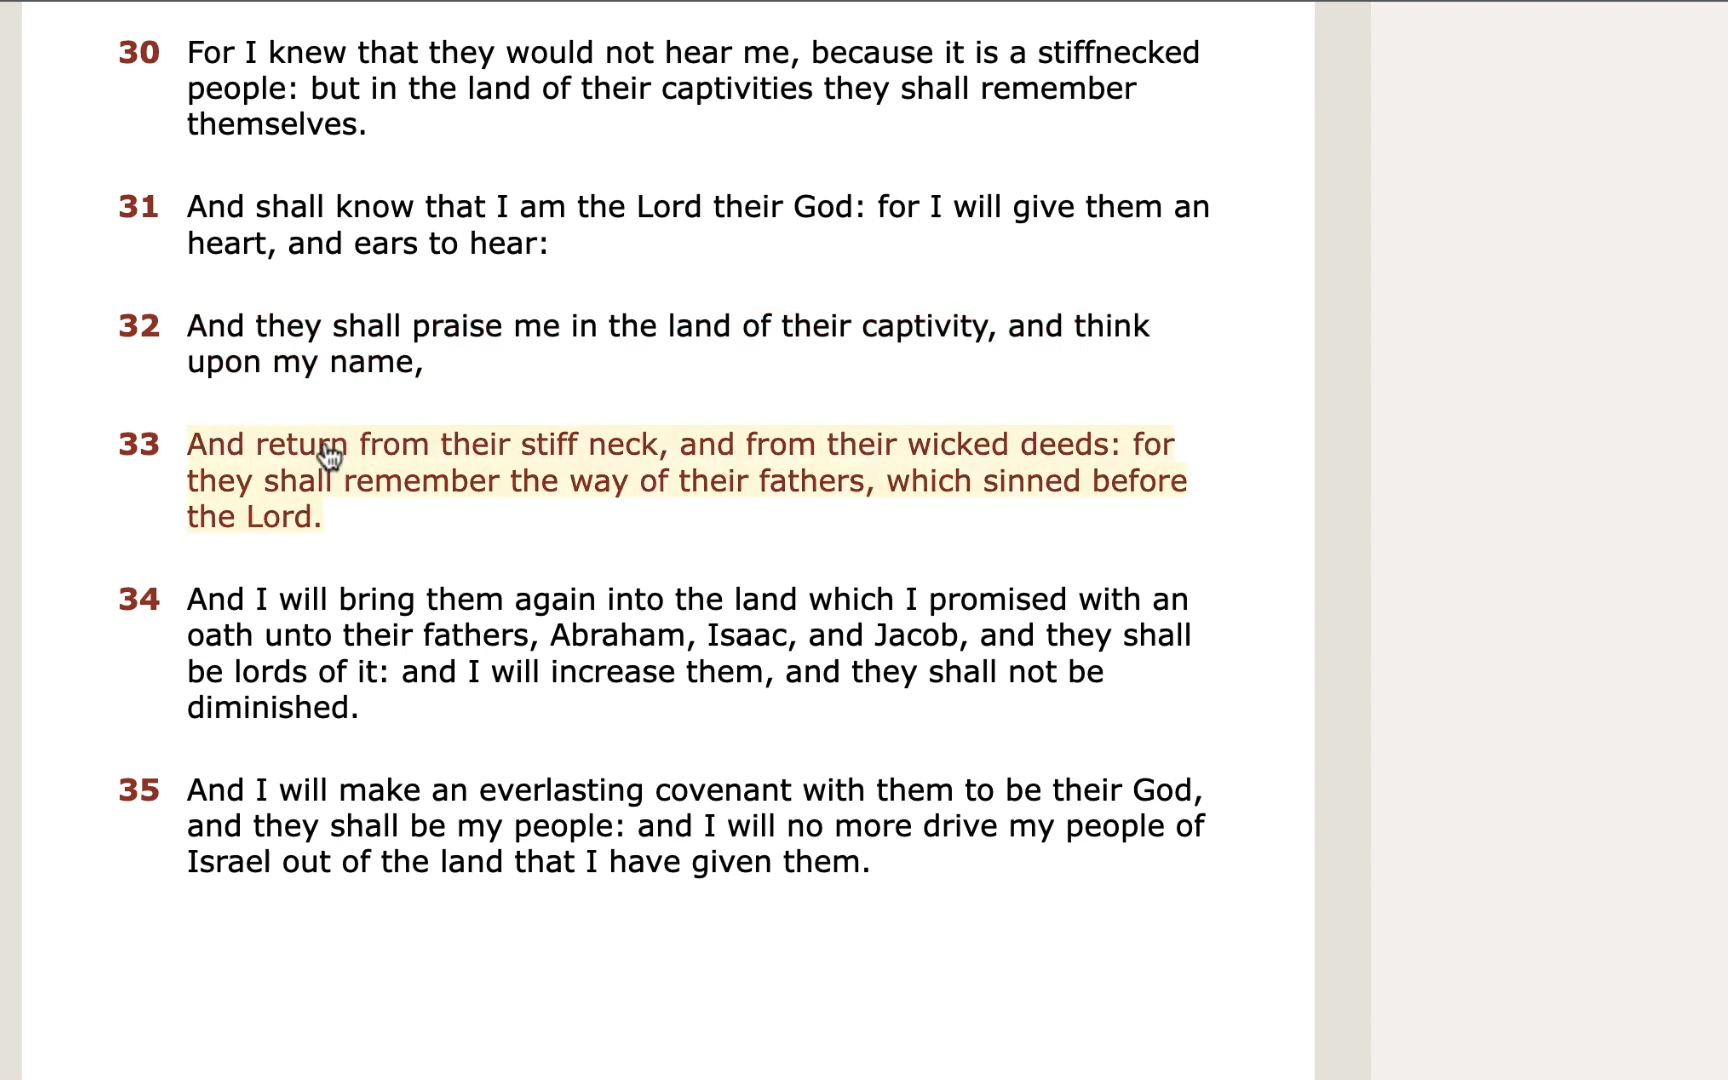 30 For I knew that they would not hear me, because it is a stiffnecked
people: but in the land of their captivities they shall remember
themselves.
31 And shall know that I am the Lord their God: for I will give them an
heart, and ears to hear:
32 And they shall praise me in the land of their captivity, and think
upon my name,
33 And return from their stiff neck, and from their wicked deeds: for
they shall remember the way of their fathers, which sinned before
the Lord.
34 And I will bring them again into the land which I promised with an
oath unto their fathers, Abraham, Isaac, and Jacob, and they shall
be lords of it: and I will increase them, and they shall not be
diminished.
35 And I will make an everlasting covenant with them to be their God,
and they shall be my people: and I will no more drive my people of
Israel out of the land that I have given them.